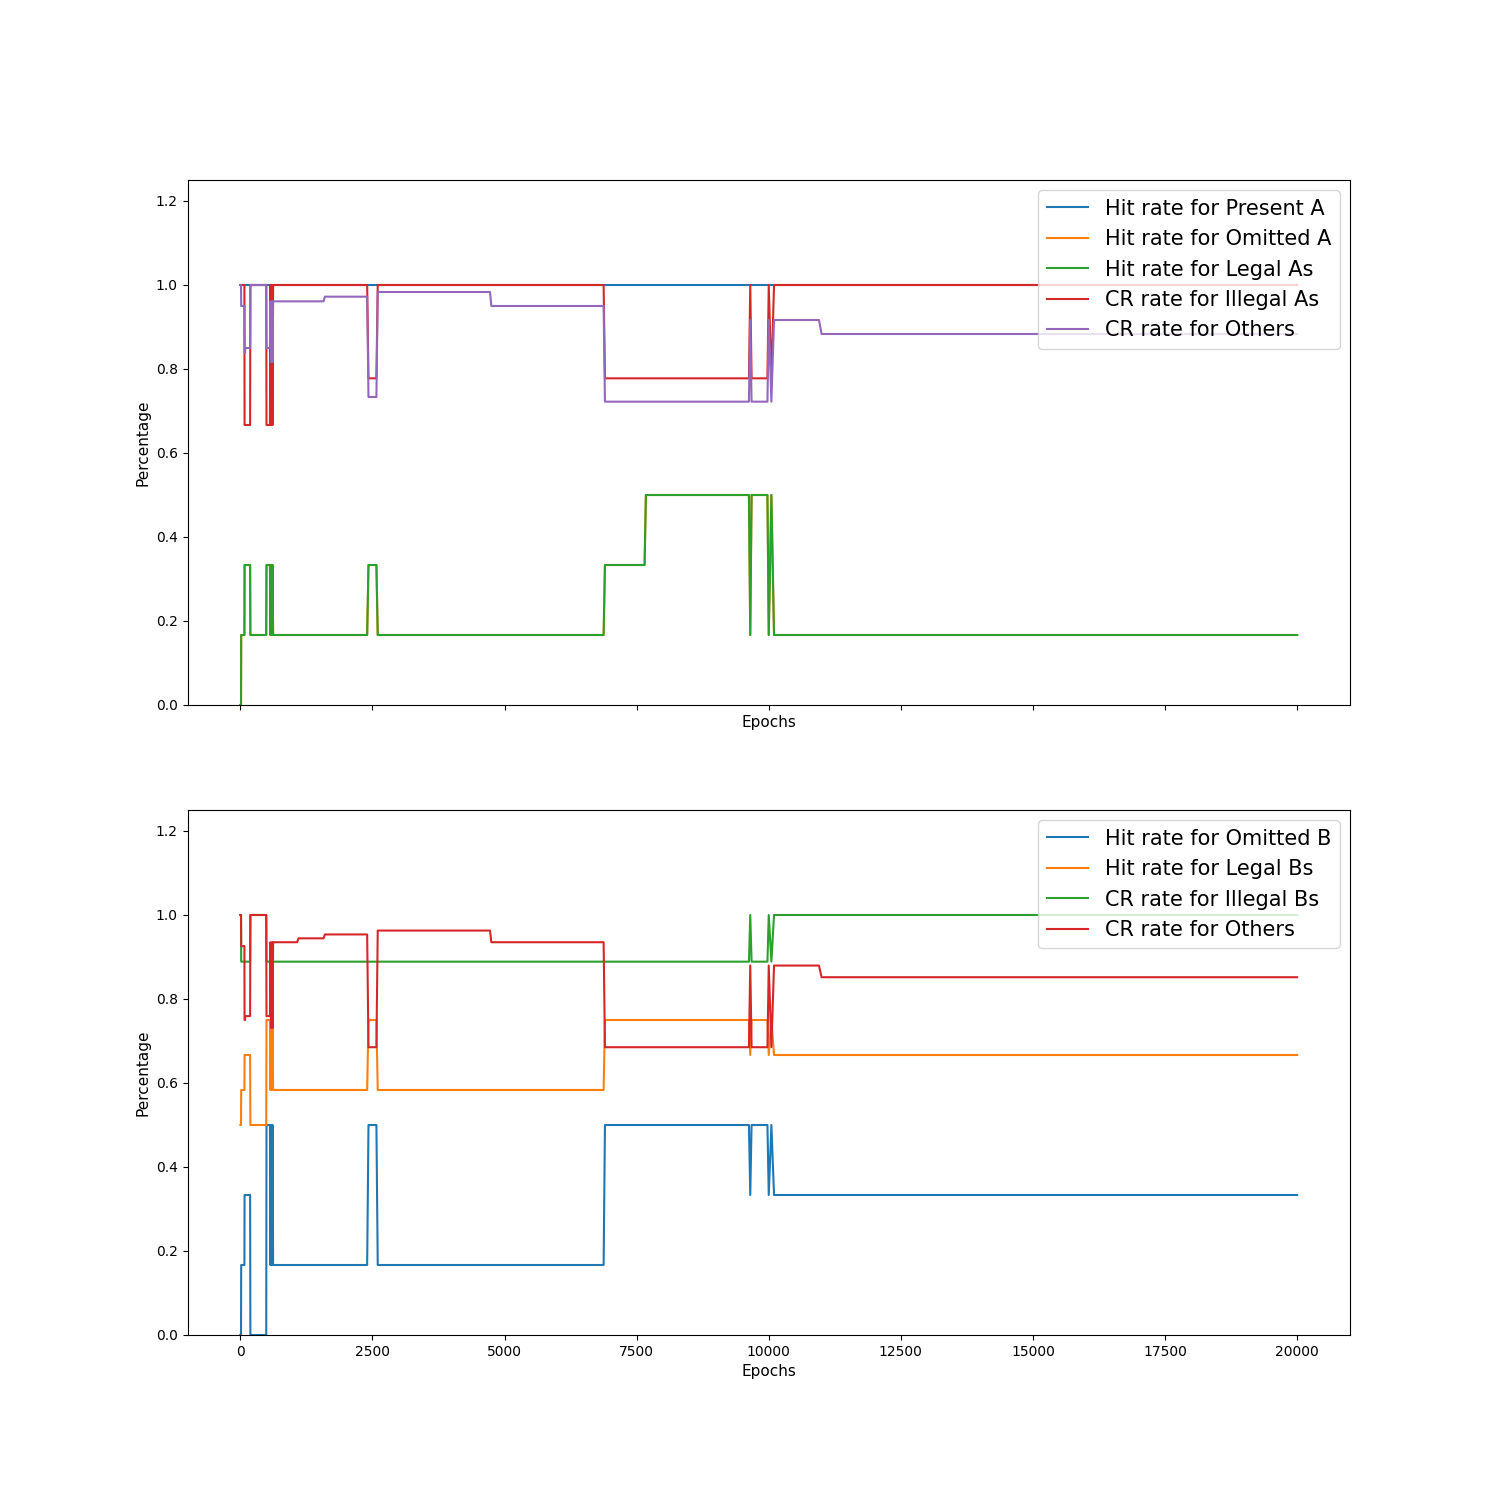 1.2
1.0
0.8
0.6
0.4
0.2
0.0
Percentage
Epochs
Hit rate for Present A
Hit rate for Omitted A
Hit rate for Legal As
CR rate for Illegal As
CR rate for Others
1.2
1.0
0.8
0.6
0.4
0.2
0.0
Percentage
0 2500 5000 7500 10000 12500 15000 17500 20000
Epochs
Hit rate for Omitted B
Hit rate for Legal Bs
CR rate for Illegal Bs
CR rate for Others